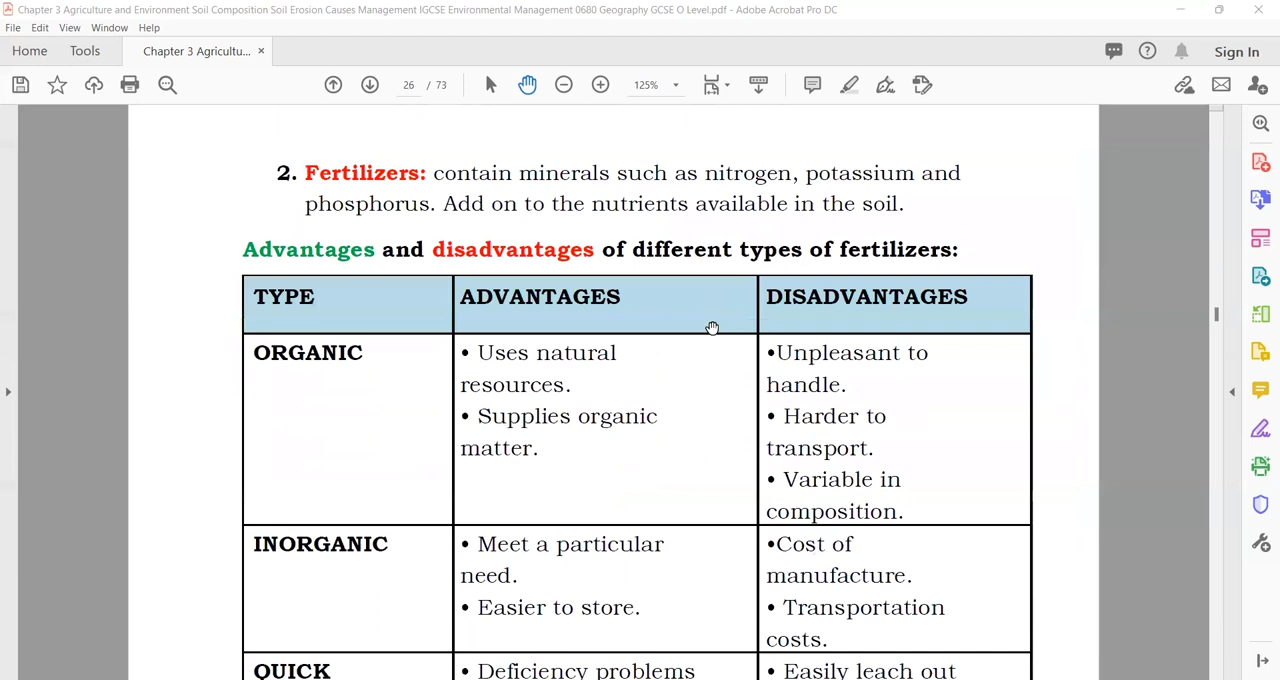 Chapter 3 Agriculture and Environment Soil Composition Soil Erosion Causes Management IGCSE Environmental Management 0680 Geography GCSE O Level.pdf - Adobe Acrobat Pro DC
File Edit View Window Help
Home Tools Chapter 3 Agricultu... × Sign In
26 / 73 125%
2. Fertilizers: contain minerals such as nitrogen, potassium and
phosphorus. Add on to the nutrients available in the soil.
Advantages and disadvantages of different types of fertilizers:
TYPE ADVANTAGES DISADVANTAGES
ORGANIC • Uses natural •Unpleasant to
resources. handle.
• Supplies organic • Harder to
matter. transport.
• Variable in
composition.
INORGANIC • Meet a particular •Cost of
need. manufacture.
• Easier to store. • Transportation
costs.
QUICK • Deficiency problems • Easily leach out